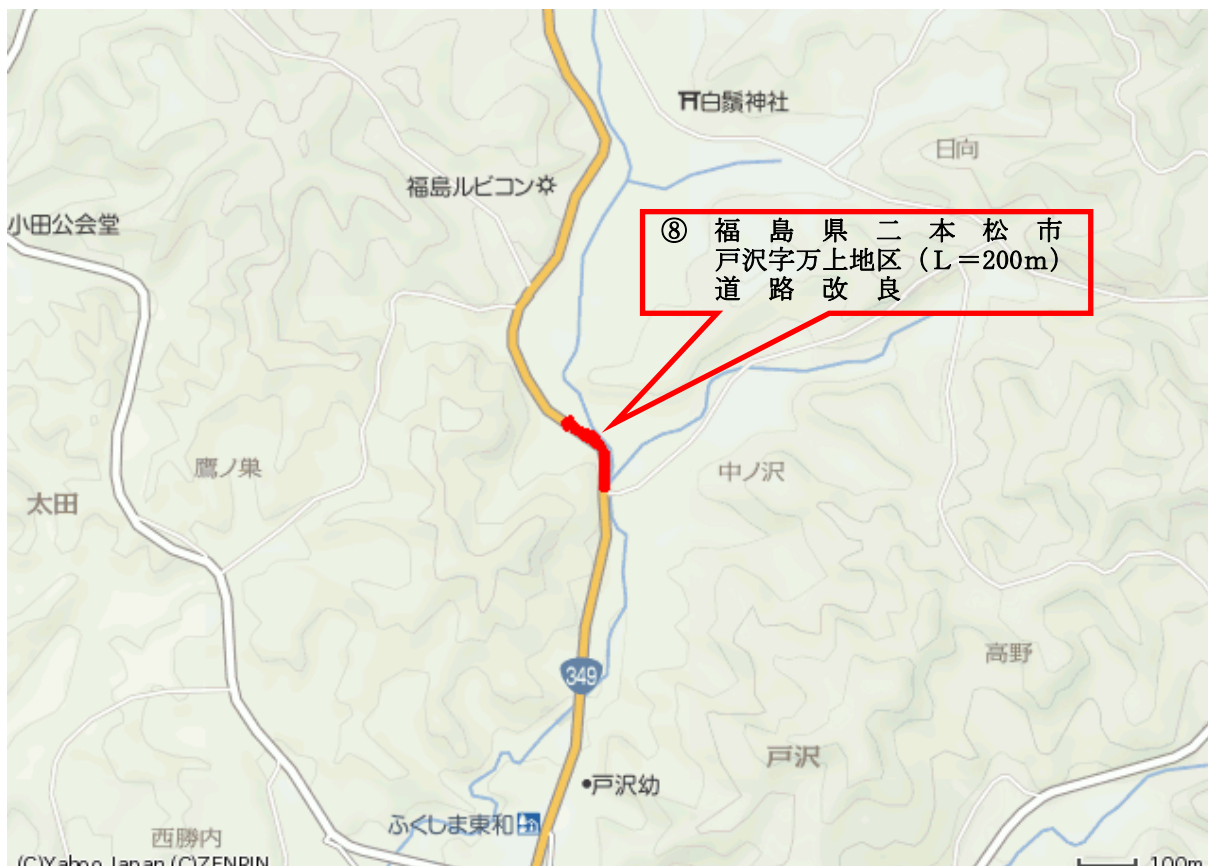 白鬚神社
日向
福島ルビコン
小田公会堂
⑧ 福島県二本松市
戸沢字万上地区（L＝200m）
道路改良
鷹ノ巣
中ノ沢
太田
高野
349
戸沢
•戸沢幼
ふくしま東和
西勝内
(C)Yahoo Japan (C)ZENRIN
100m